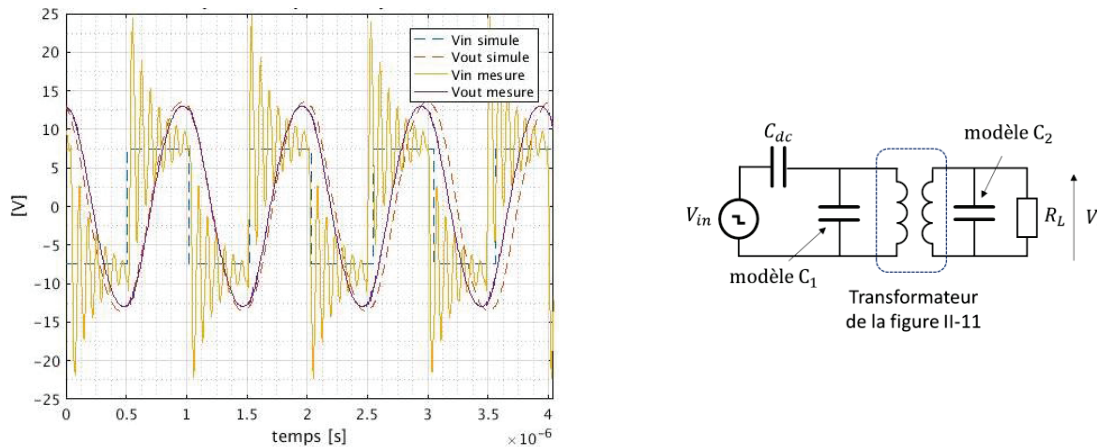 25
20
15
10
5
0
−5
−10
−15
−20
−25
[V]
0
0.5
1
1.5
2
2.5
3
3.5
4
temps [s]
×10⁻⁶
Vin simule
Vout simule
Vin mesure
Vout mesure
C_dc
modèle C₂
V_in
R_L
V
modèle C₁
Transformateur
de la figure II-11